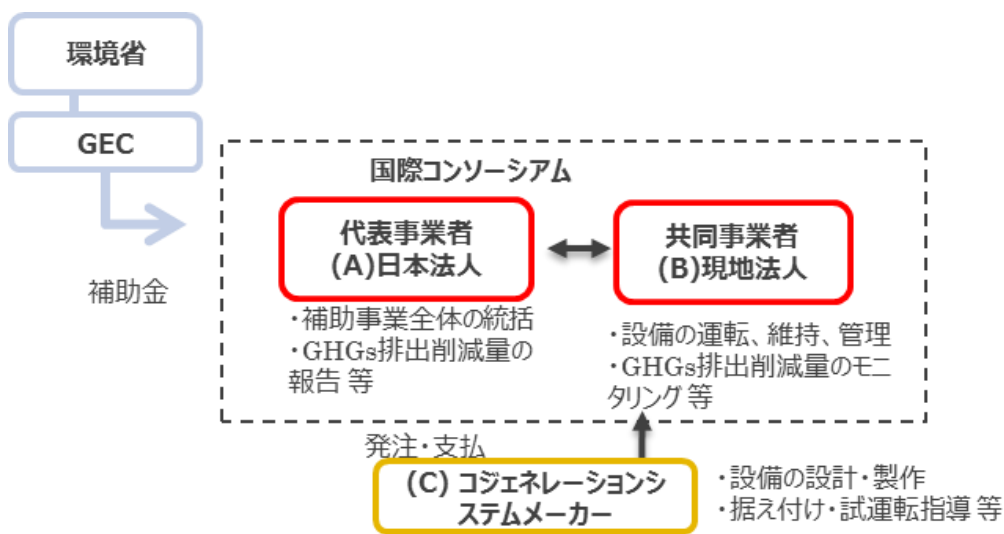 環境省
GEC
補助金
国際コンソーシアム
代表事業者
(A)日本法人
・補助事業全体の統括
・GHGs排出削減量の
報告 等
共同事業者
(B)現地法人
・設備の運転、維持、管理
・GHGs排出削減量のモニ
タリング 等
発注・支払
(C) コジェネレーションシ
ステムメーカー
・設備の設計・製作
・据え付け・試運転指導 等